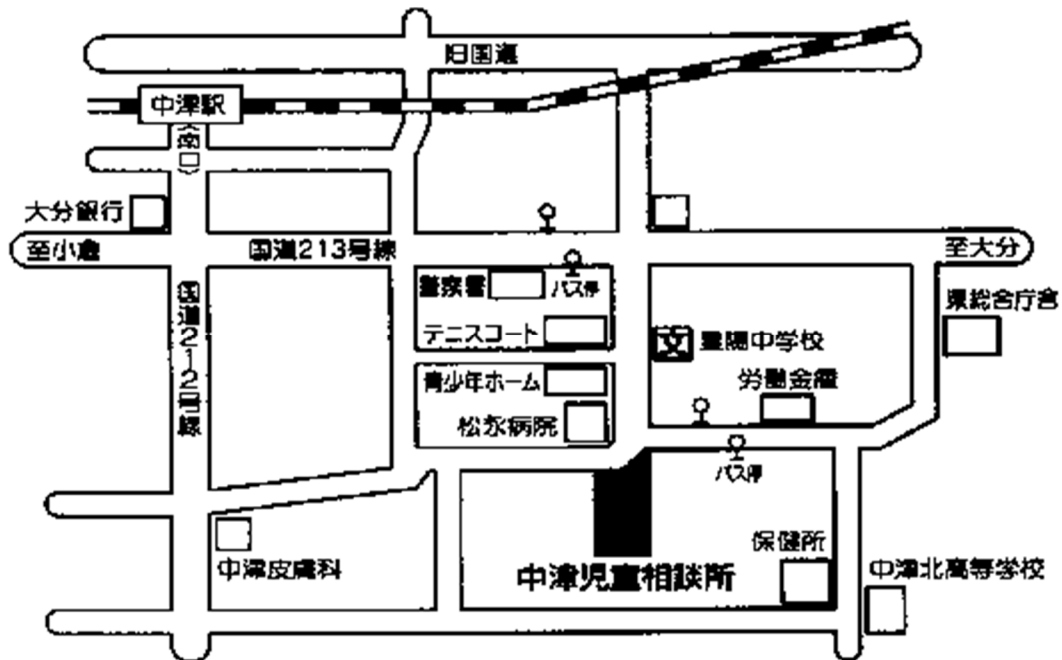 旧国道
中津駅
(南口)
大分銀行
至小倉
国道213号線
至大分
国道212号線
警察署
バス停
県総合庁舎
テニスコート
文
豊陽中学校
青少年ホーム
労働金庫
松永病院
バス停
中津皮膚科
中津児童相談所
保健所
中津北高等学校